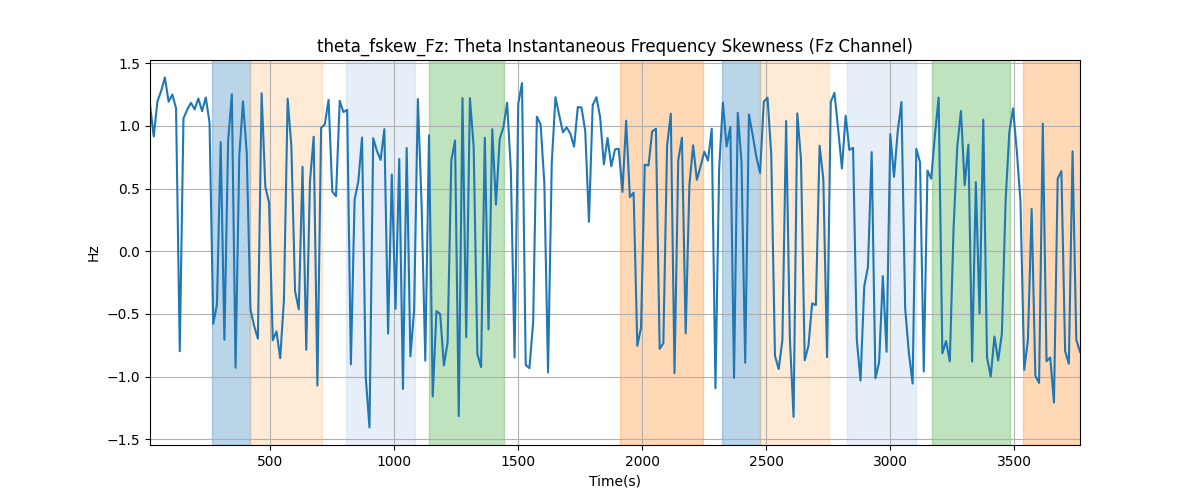 theta_fskew_Fz: Theta Instantaneous Frequency Skewness (Fz Channel)
1.5
1.0
0.5
0.0
−0.5
−1.0
−1.5
Hz
500 1000 1500 2000 2500 3000 3500
Time(s)